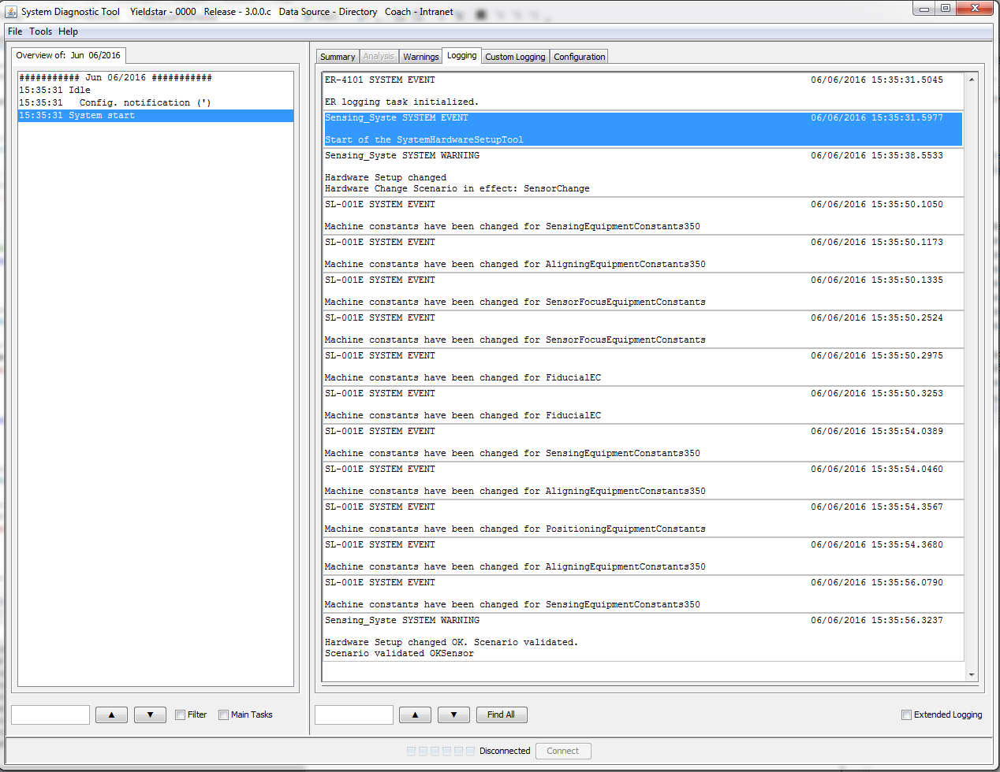 System Diagnostic Tool Yieldstar - 0000 Release - 3.0.0.c Data Source - Directory Coach - Intranet
File Tools Help
Overview of: Jun 06/2016
########### Jun 06/2016 ###########
15:35:31 Idle
15:35:31 Config. notification (')
15:35:31 System start
Filter
Main Tasks
Summary Analysis Warnings Logging Custom Logging Configuration
ER-4101 SYSTEM EVENT 06/06/2016 15:35:31.5045
ER logging task initialized.
Sensing_Syste SYSTEM EVENT 06/06/2016 15:35:31.5977
Start of the SystemHardwareSetupTool
Sensing_Syste SYSTEM WARNING 06/06/2016 15:35:38.5533
Hardware Setup changed
Hardware Change Scenario in effect: SensorChange
SL-001E SYSTEM EVENT 06/06/2016 15:35:50.1050
Machine constants have been changed for SensingEquipmentConstants350
SL-001E SYSTEM EVENT 06/06/2016 15:35:50.1173
Machine constants have been changed for AligningEquipmentConstants350
SL-001E SYSTEM EVENT 06/06/2016 15:35:50.1335
Machine constants have been changed for SensorFocusEquipmentConstants
SL-001E SYSTEM EVENT 06/06/2016 15:35:50.2524
Machine constants have been changed for SensorFocusEquipmentConstants
SL-001E SYSTEM EVENT 06/06/2016 15:35:50.2975
Machine constants have been changed for FiducialEC
SL-001E SYSTEM EVENT 06/06/2016 15:35:50.3253
Machine constants have been changed for FiducialEC
SL-001E SYSTEM EVENT 06/06/2016 15:35:54.0389
Machine constants have been changed for SensingEquipmentConstants350
SL-001E SYSTEM EVENT 06/06/2016 15:35:54.0460
Machine constants have been changed for AligningEquipmentConstants350
SL-001E SYSTEM EVENT 06/06/2016 15:35:54.3567
Machine constants have been changed for PositioningEquipmentConstants
SL-001E SYSTEM EVENT 06/06/2016 15:35:54.3680
Machine constants have been changed for AligningEquipmentConstants350
SL-001E SYSTEM EVENT 06/06/2016 15:35:56.0790
Machine constants have been changed for SensingEquipmentConstants350
Sensing_Syste SYSTEM WARNING 06/06/2016 15:35:56.3237
Hardware Setup changed OK. Scenario validated.
Scenario validated OKSensor
Find All
Extended Logging
Disconnected Connect